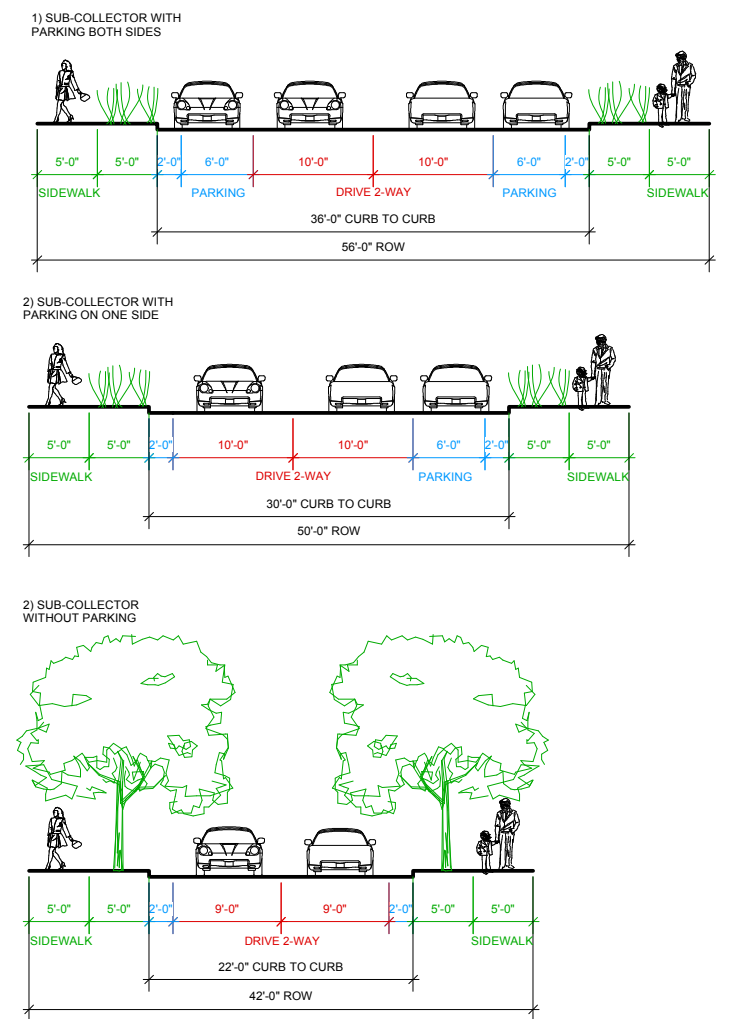 1) SUB-COLLECTOR WITH
PARKING BOTH SIDES
5'-0" 5'-0" 2'-0" 6'-0" 10'-0" 10'-0" 6'-0" 2'-0" 5'-0" 5'-0"
SIDEWALK PARKING DRIVE 2-WAY PARKING SIDEWALK
36'-0" CURB TO CURB
56'-0" ROW
2) SUB-COLLECTOR WITH
PARKING ON ONE SIDE
5'-0" 5'-0" 2'-0" 10'-0" 10'-0" 6'-0" 2'-0" 5'-0" 5'-0"
SIDEWALK DRIVE 2-WAY PARKING SIDEWALK
30'-0" CURB TO CURB
50'-0" ROW
2) SUB-COLLECTOR
WITHOUT PARKING
5'-0" 5'-0" 2'-0" 9'-0" 9'-0" 2'-0" 5'-0" 5'-0"
SIDEWALK DRIVE 2-WAY SIDEWALK
22'-0" CURB TO CURB
42'-0" ROW